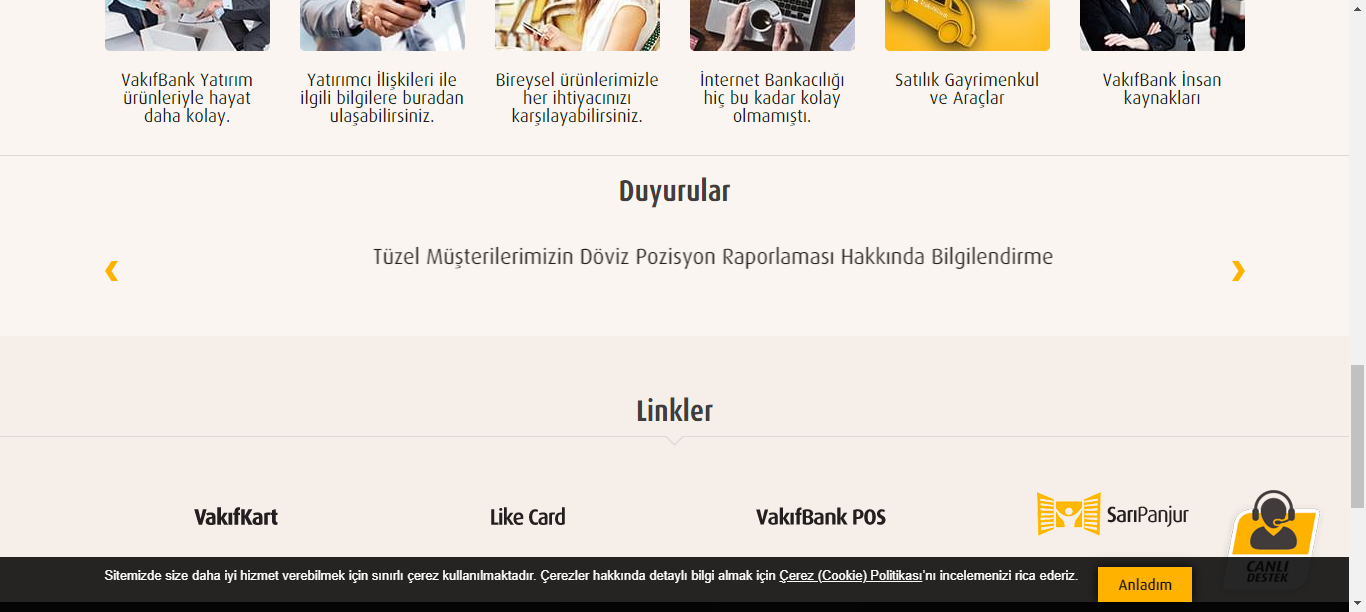 VakıfBank Yatırım
ürünleriyle hayat
daha kolay.
Yatırımcı İlişkileri ile
ilgili bilgilere buradan
ulaşabilirsiniz.
Bireysel ürünlerimizle
her ihtiyacınızı
karşılayabilirsiniz.
İnternet Bankacılığı
hiç bu kadar kolay
olmamıştı.
Satılık Gayrimenkul
ve Araçlar
VakıfBank İnsan
kaynakları
Duyurular
Tüzel Müşterilerimizin Döviz Pozisyon Raporlaması Hakkında Bilgilendirme
Linkler
VakıfKart
Like Card
VakıfBank POS
SarıPanjur
CANLI
DESTEK
Sitemizde size daha iyi hizmet verebilmek için sınırlı çerez kullanılmaktadır. Çerezler hakkında detaylı bilgi almak için Çerez (Cookie) Politikası'nı incelemenizi rica ederiz.
Anladım